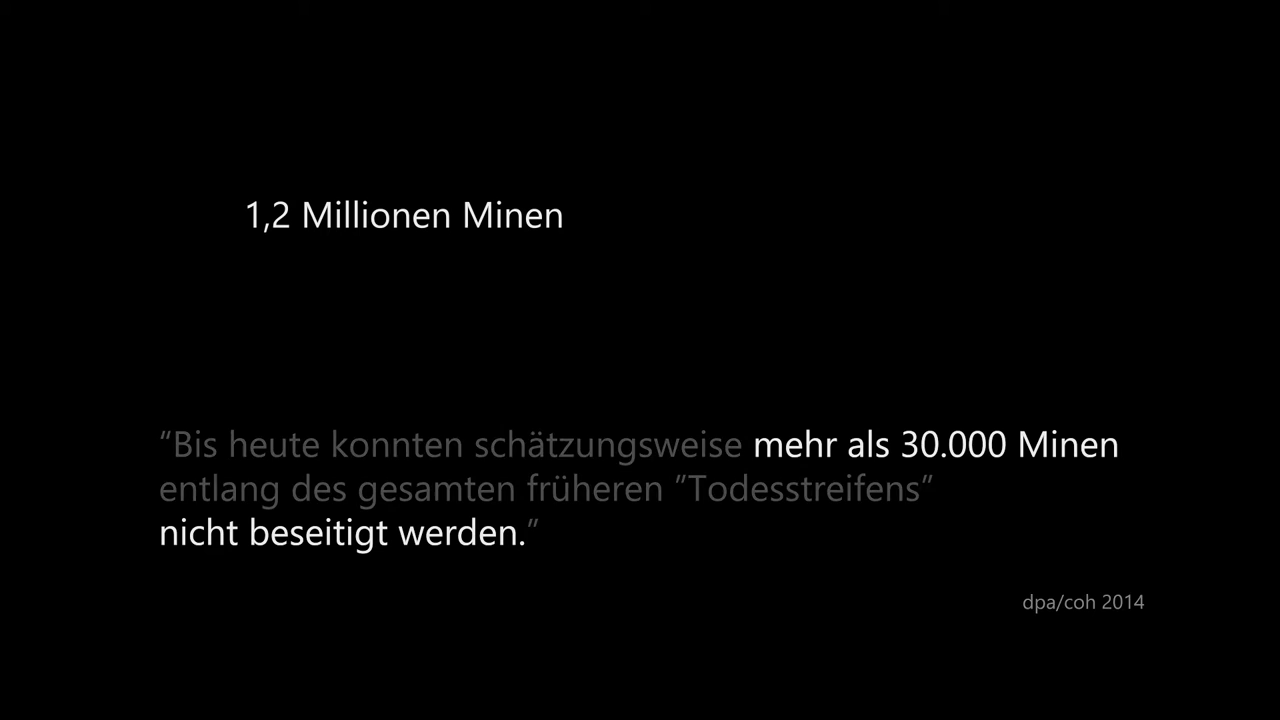 1,2 Millionen Minen
“Bis heute konnten schätzungsweise mehr als 30.000 Minen
entlang des gesamten früheren ”Todesstreifens”
nicht beseitigt werden.”
dpa/coh 2014